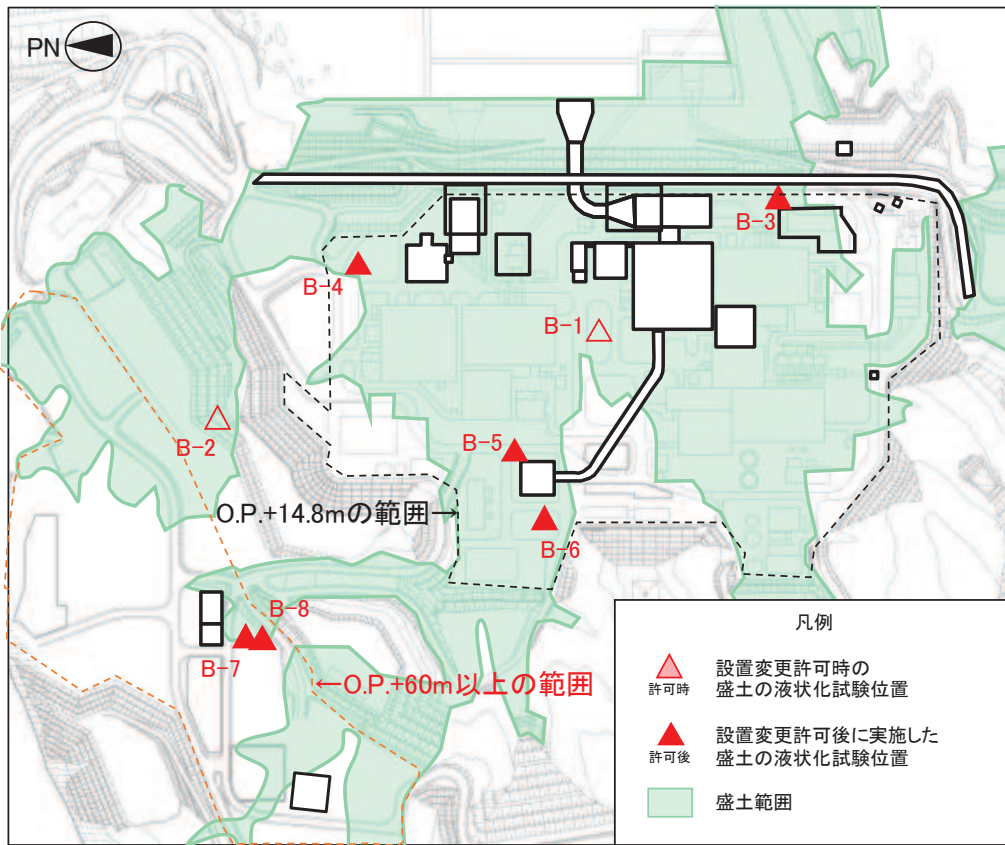 PN
B-3
B-4
B-1
B-2
B-5
O.P.+14.8mの範囲→
B-6
B-8
B-7
←O.P.+60m以上の範囲
凡例
許可時
設置変更許可時の
盛土の液状化試験位置
許可後
設置変更許可後に実施した
盛土の液状化試験位置
盛土範囲